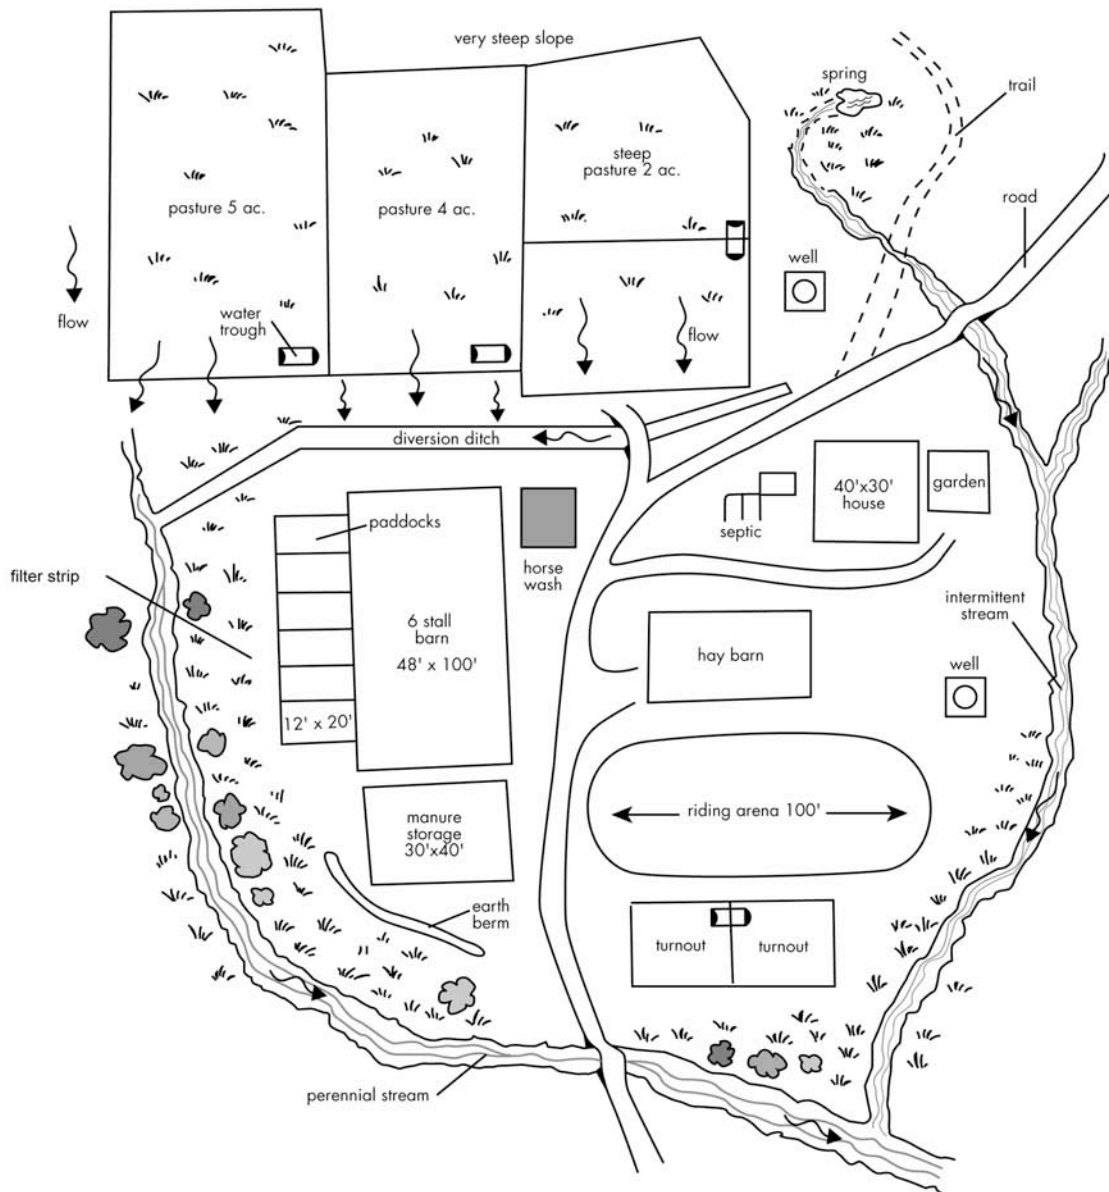 very steep slope
spring
trail
steep
pasture 2 ac.
pasture 5 ac.
pasture 4 ac.
road
well
water
trough
flow
flow
diversion ditch
40'x30'
house
garden
paddocks
septic
filter strip
horse
wash
6 stall
barn
48' x 100'
intermittent
stream
hay barn
well
12' x 20'
manure
storage
30'x40'
riding arena 100'
earth
berm
turnout
turnout
perennial stream